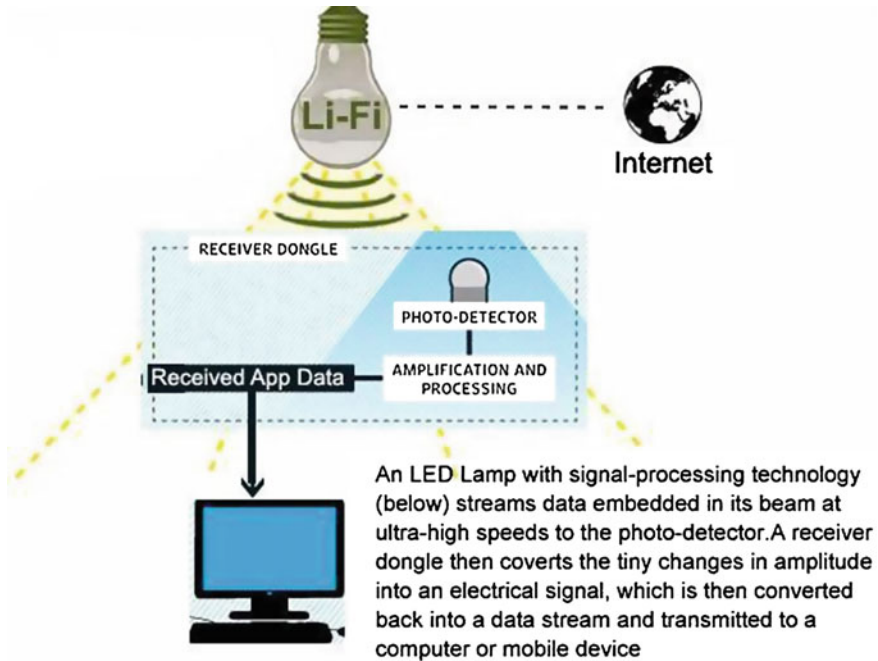 Li-Fi
Internet
RECEIVER DONGLE
PHOTO-DETECTOR
AMPLIFICATION AND
PROCESSING
Received App Data
An LED Lamp with signal-processing technology
(below) streams data embedded in its beam at
ultra-high speeds to the photo-detector.A receiver
dongle then coverts the tiny changes in amplitude
into an electrical signal, which is then converted
back into a data stream and transmitted to a
computer or mobile device